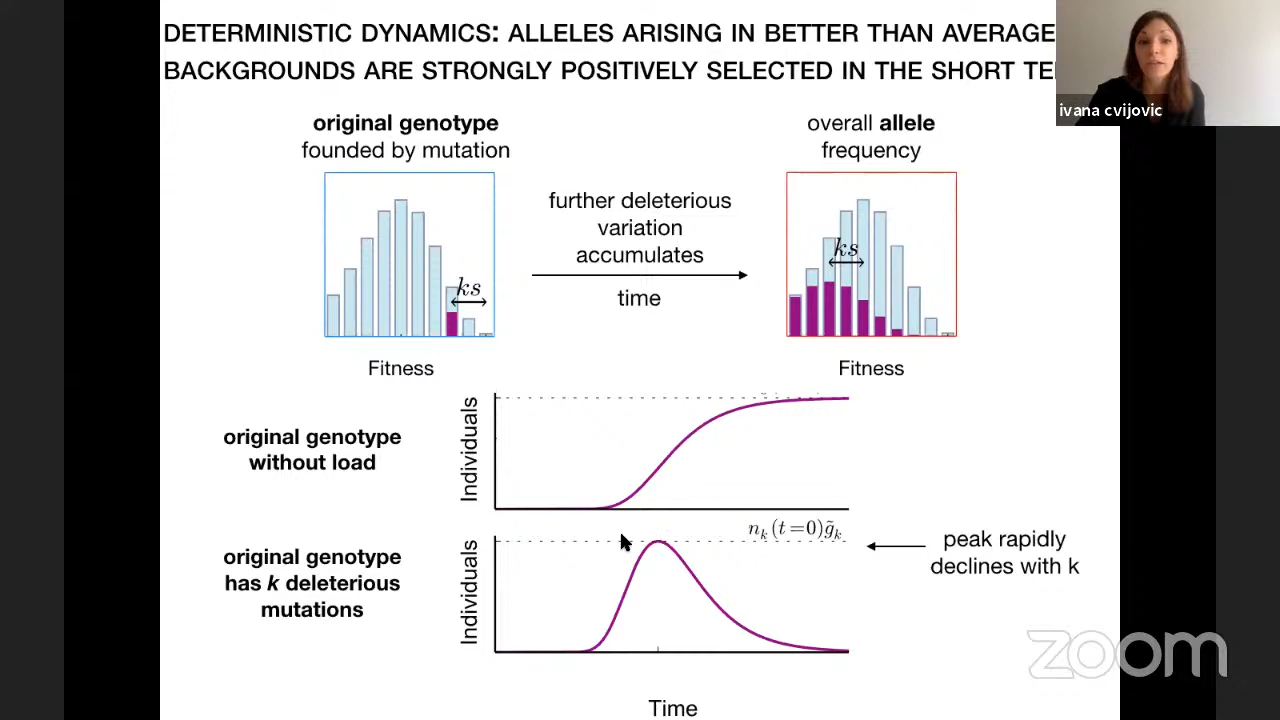 DETERMINISTIC DYNAMICS: ALLELES ARISING IN BETTER THAN AVERAGE
BACKGROUNDS ARE STRONGLY POSITIVELY SELECTED IN THE SHORT
ivana cvijovic
original genotype
founded by mutation
overall allele
frequency
ks
further deleterious
variation
accumulates
time
ks
Fitness
Fitness
original genotype
without load
Individuals
n_k(t=0)g̃_k
original genotype
has k deleterious
mutations
Individuals
peak rapidly
declines with k
zoom
Time